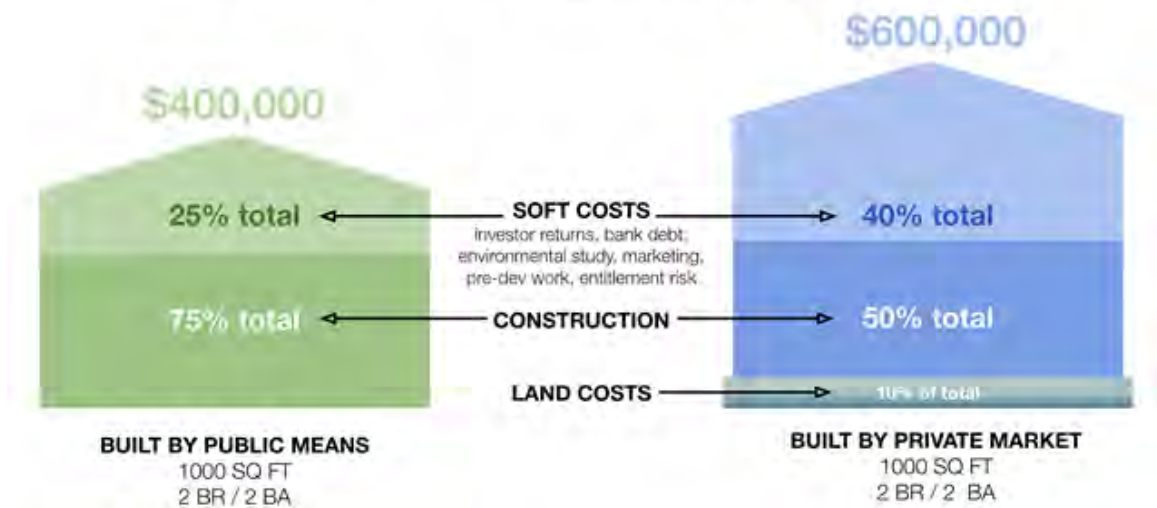 $400,000
$600,000
25% total
SOFT COSTS
investor returns, bank debt,
environmental study, marketing,
pre-dev work, entitlement risk
40% total
75% total
CONSTRUCTION
50% total
LAND COSTS
10% of total
BUILT BY PUBLIC MEANS
1000 SQ FT
2 BR / 2 BA
BUILT BY PRIVATE MARKET
1000 SQ FT
2 BR / 2 BA